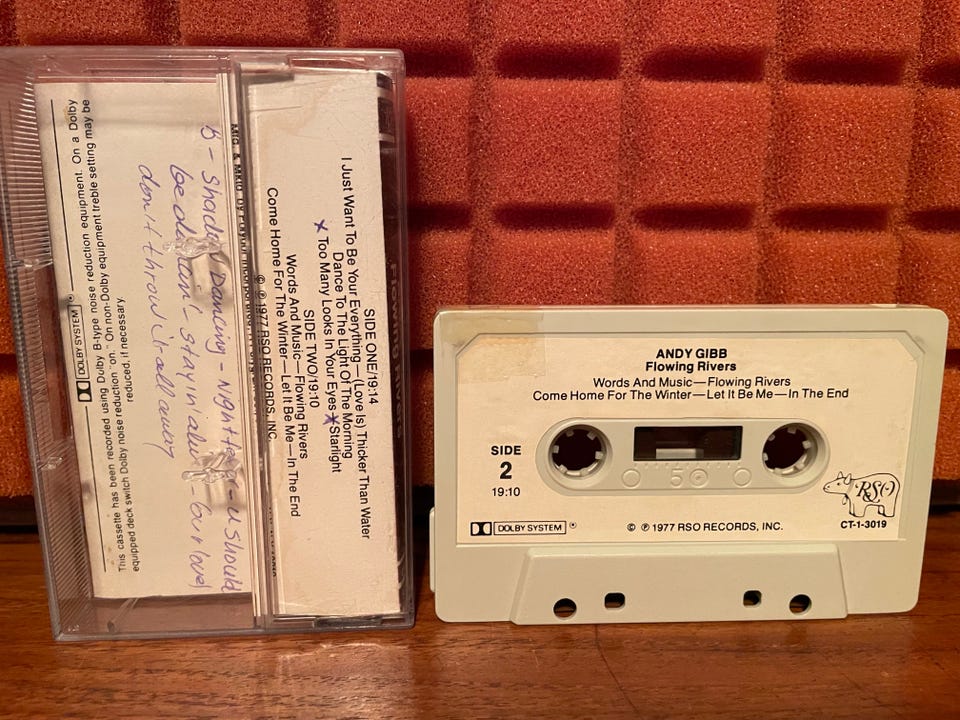 This cassette has been recorded using Dolby B-type noise reduction equipment. On a Dolby
equipped deck switch Dolby noise reduction "on." On non-Dolby equipment treble setting may be
reduced, if necessary.
DOLBY SYSTEM
B - Shadow Dancing - Night - u should
be dancin' - stayin alive - our love
don't throw it all away
Mfg. & Mktd. by Polydor Incorporated
Flowing Rivers
SIDE ONE/19:14
I Just Want To Be Your Everything—(Love Is) Thicker Than Water
Dance To The Light Of The Morning
Too Many Looks In Your Eyes Starlight
SIDE TWO/19:10
Words And Music—Flowing Rivers
Come Home For The Winter—Let It Be Me—In The End
© ℗ 1977 RSO RECORDS, INC.
ANDY GIBB
Flowing Rivers
Words And Music—Flowing Rivers
Come Home For The Winter—Let It Be Me—In The End
SIDE
2
19:10
50
RSO
DOLBY SYSTEM ®
© ℗ 1977 RSO RECORDS, INC.
CT-1-3019